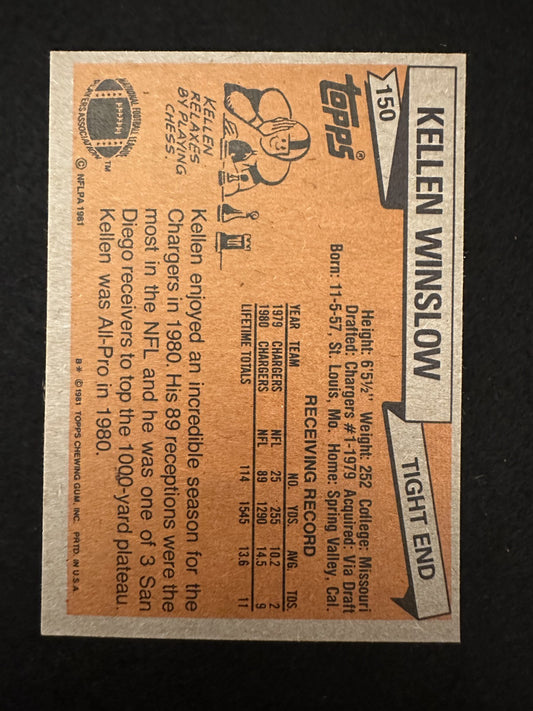 150
KELLEN WINSLOW
TIGHT END
topps®
Height: 6'5½' Weight: 252 College: Missouri
Drafted: Chargers #1-1979 Acquired: Via Draft
Born: 11-5-57, St. Louis, Mo. Home: Spring Valley, Cal.
RECEIVING RECORD
YEAR TEAM NO. YDS. AVG. TDS.
1979 CHARGERS NFL 25 255 10.2 2
1980 CHARGERS NFL 89 1290 14.5 9
LIFETIME TOTALS 114 1545 13.6 11
KELLEN
RELAXES
BY PLAYING
CHESS.
Kellen enjoyed an incredible season for the
Chargers in 1980. His 89 receptions were the
most in the NFL and he was one of 3 San
Diego receivers to top the 1000-yard plateau.
Kellen was All-Pro in 1980.
NATIONAL FOOTBALL LEAGUE
PLAYERS ASSOCIATION
TM
© NFLPA 1981
B* © 1981 TOPPS CHEWING GUM, INC. PRTD. IN U.S.A.